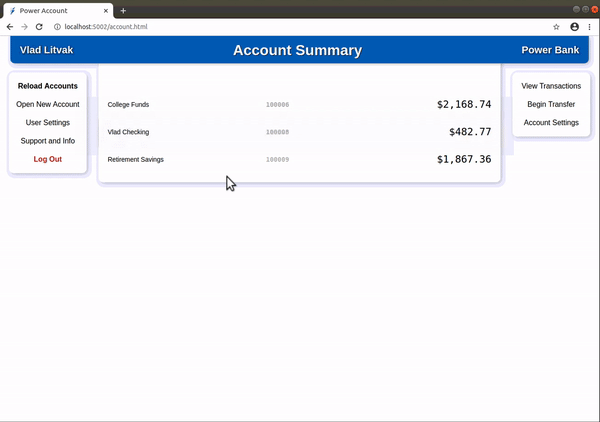 Power Account
localhost:5002/account.html
Vlad Litvak Account Summary Power Bank
Reload Accounts
Open New Account
User Settings
Support and Info
Log Out
College Funds 100006 $2,168.74
Vlad Checking 100008 $482.77
Retirement Savings 100009 $1,867.36
View Transactions
Begin Transfer
Account Settings